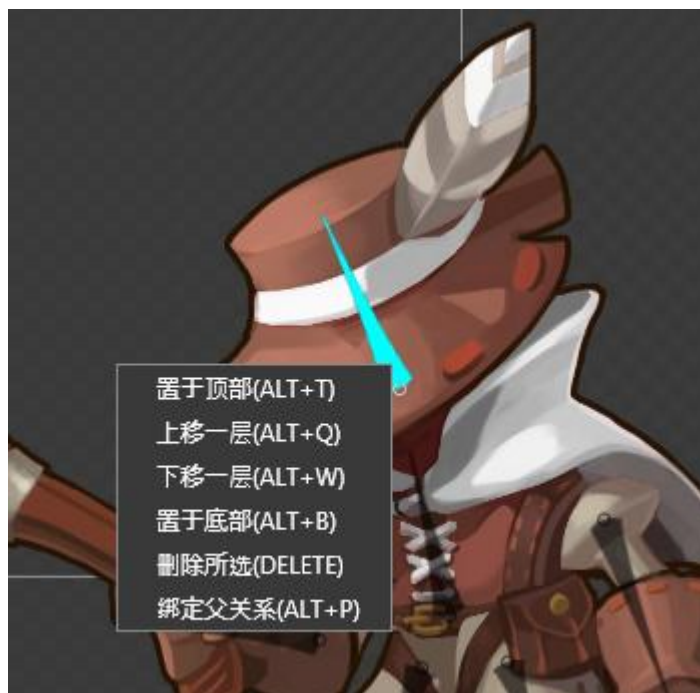 置于顶部(ALT+T)
上移一层(ALT+Q)
下移一层(ALT+W)
置于底部(ALT+B)
删除所选(DELETE)
绑定父关系(ALT+P)